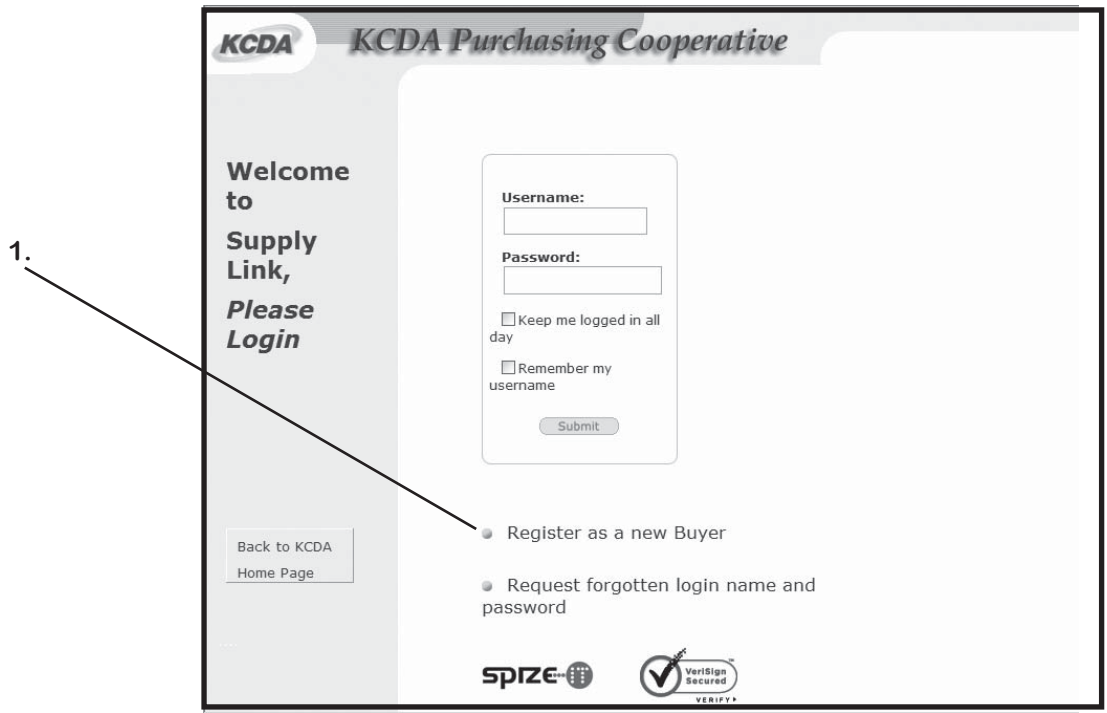 KCDA KCDA Purchasing Cooperative
Welcome
to
Supply
Link,
Please
Login
1.
Username:
Password:
Keep me logged in all
day
Remember my
username
Submit
Back to KCDA
Home Page
Register as a new Buyer
Request forgotten login name and
password
SPIZE IT
VeriSign
Secured
VERIFY